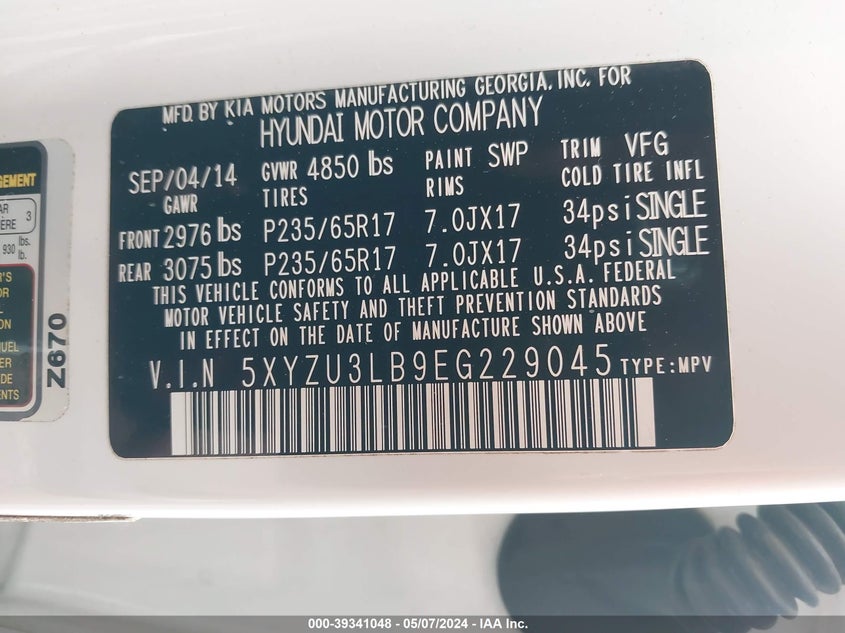 MFD. BY KIA MOTORS MANUFACTURING GEORGIA, INC. FOR
HYUNDAI MOTOR COMPANY
SEP/04/14 GVWR 4850 lbs PAINT SWP TRIM VFG
GAWR TIRES RIMS COLD TIRE INFL
FRONT 2976 lbs P235/65R17 7.0JX17 34psi SINGLE
REAR 3075 lbs P235/65R17 7.0JX17 34psi SINGLE
THIS VEHICLE CONFORMS TO ALL APPLICABLE U.S.A. FEDERAL
MOTOR VEHICLE SAFETY AND THEFT PREVENTION STANDARDS
IN EFFECT ON THE DATE OF MANUFACTURE SHOWN ABOVE
V.I.N 5XYZU3LB9EG229045 TYPE:MPV
3
930 lbs.
lb.
Z670
000-39341048 - 05/07/2024 - IAA Inc.